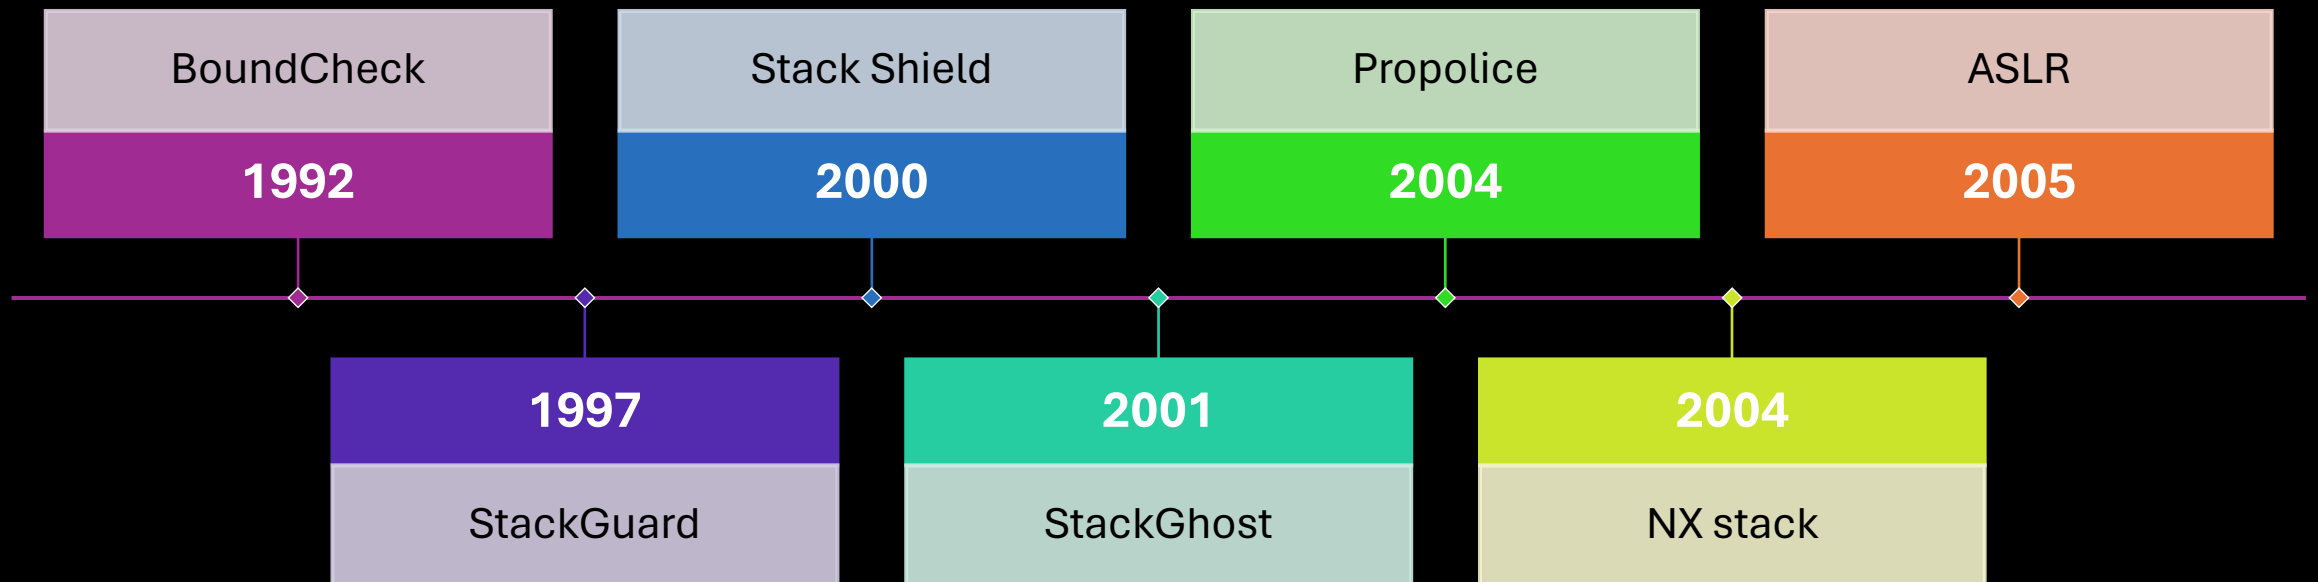 BoundCheck
1992
1997
StackGuard
Stack Shield
2000
2001
StackGhost
Propolice
2004
2004
NX stack
ASLR
2005